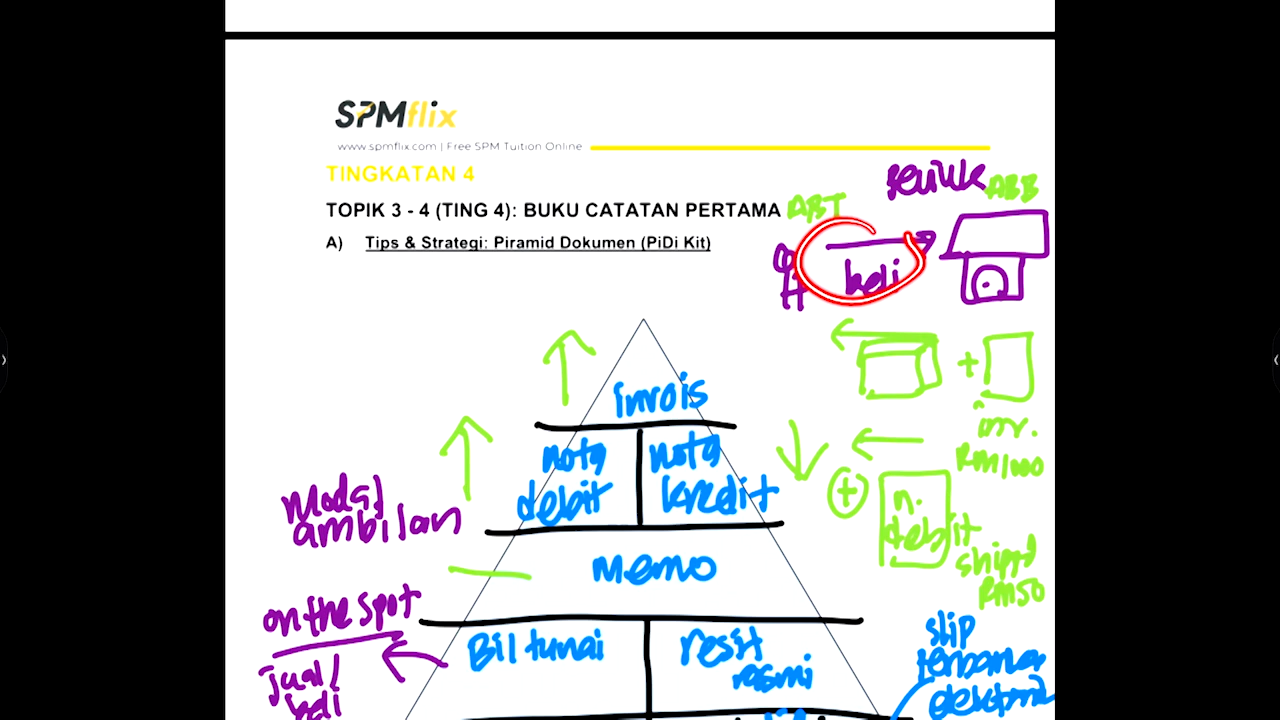 SPMflix
www.spmflix.com | Free SPM Tuition Online
TINGKATAN 4
TOPIK 3 - 4 (TING 4): BUKU CATATAN PERTAMA
A) Tips & Strategi: Piramid Dokumen (PiDi Kit)
ABT
ABB
beli
+
inv.
RM1000
invois
nota debit
nota kredit
+
n.
debit
RM50
modal
ambilan
memo
on the spot
jual/
beli
Bil tunai
resit
rasmi
slip